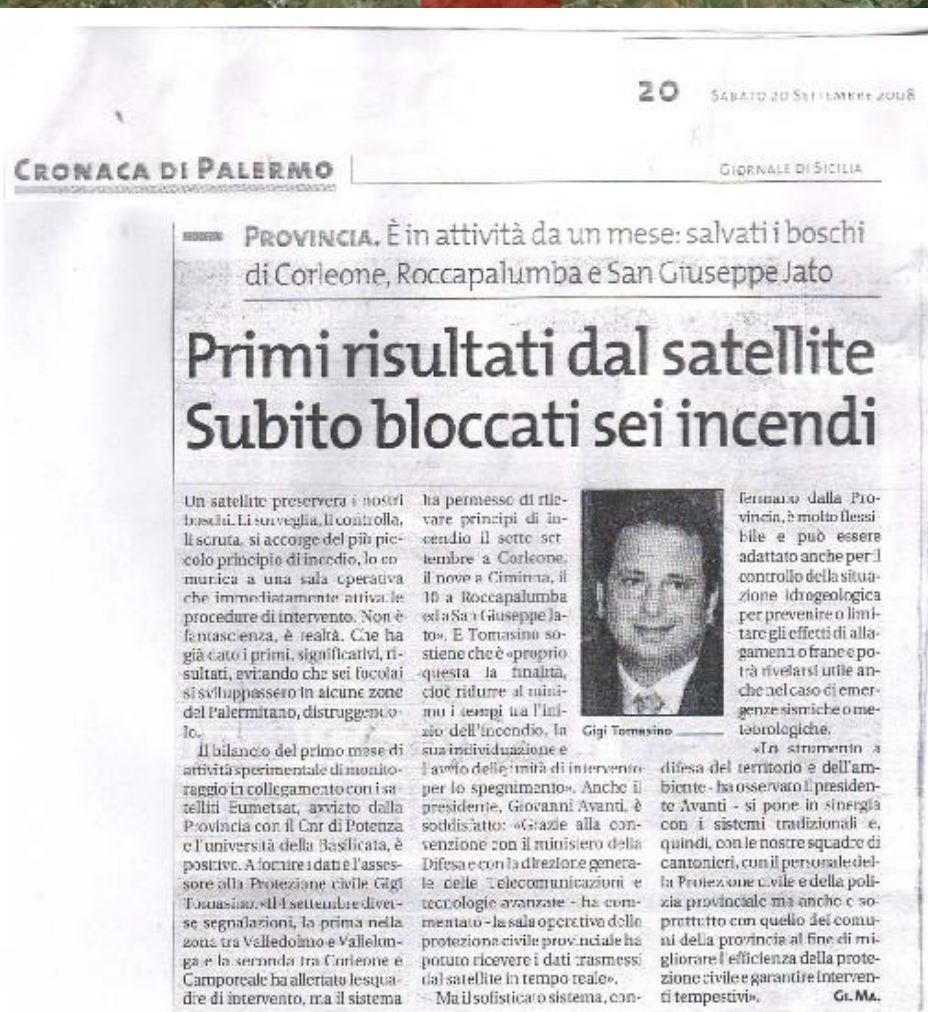 20 SABATO 20 SETTEMBRE 2008
CRONACA DI PALERMO
GIORNALE DI SICILIA
PROVINCIA. È in attività da un mese: salvati i boschi
di Corleone, Roccapalumba e San Giuseppe Jato
Primi risultati dal satellite
Subito bloccati sei incendi
Un satellite preserverà i nostri
boschi. Li sorveglia, li controlla,
li scruta, si accorge del più pic-
colo principio di incedio, lo co-
munica a una sala operativa
che immediatamente attiva le
procedure di intervento. Non è
fantascienza, è realtà. Che ha
già dato i primi, significativi, ri-
sultati, evitando che sei focolai
si sviluppassero in alcune zone
del Palermitano, distruggendo-
lo.
Il bilancio del primo mese di
attività sperimentale di monito-
raggio in collegamento con i sa-
telliti Eumetsat, avviato dalla
Provincia con il Cnr di Potenza
e l'università della Basilicata, è
positivo. A fornire i dati è l'asses-
sore alla Protezione civile Gigi
Tomasino. «Il 4 settembre diver-
se segnalazioni, la prima nella
zona tra Valledolmo e Vallelun-
ga e la seconda tra Corleone e
Camporeale ha allertato le squa-
dre di intervento, ma il sistema
ha permesso di rile-
vare principi di in-
cendio il sette set-
tembre a Corleone,
il nove a Ciminna, il
10 a Roccapalumba
ed a San Giuseppe Ja-
to». E Tomasino so-
stiene che è «proprio
questa la finalità,
cioè ridurre al mini-
mo i tempi tra l'ini-
zio dell'incendio, la
sua individuazione e
l'avvio delle unità di intervento
per lo spegnimento». Anche il
presidente, Giovanni Avanti, è
soddisfatto: «Grazie alla con-
venzione con il ministero della
Difesa e con la direzione genera-
le delle Telecomunicazioni e
tecnologie avanzate - ha com-
mentato - la sala operativa della
protezione civile provinciale ha
potuto ricevere i dati trasmessi
dal satellite in tempo reale».
Ma il sofisticato sistema, con-
Gigi Tomasino
fermano dalla Pro-
vincia, è molto flessi-
bile e può essere
adattato anche per il
controllo della situa-
zione idrogeologica
per prevenire o limi-
tare gli effetti di alla-
gamenti o frane e po-
trà rivelarsi utile an-
che nel caso di emer-
genze sismiche o me-
teorologiche.
«Lo strumento a
difesa del territorio e dell'am-
biente - ha osservato il presiden-
te Avanti - si pone in sinergia
con i sistemi tradizionali e,
quindi, con le nostre squadre di
cantonieri, con il personale del-
la Protezione civile e della poli-
zia provinciale ma anche e so-
prattutto con quello dei comu-
ni della provincia al fine di mi-
gliorare l'efficienza della prote-
zione civile e garantire interven-
ti tempestivi».
GI. MA.